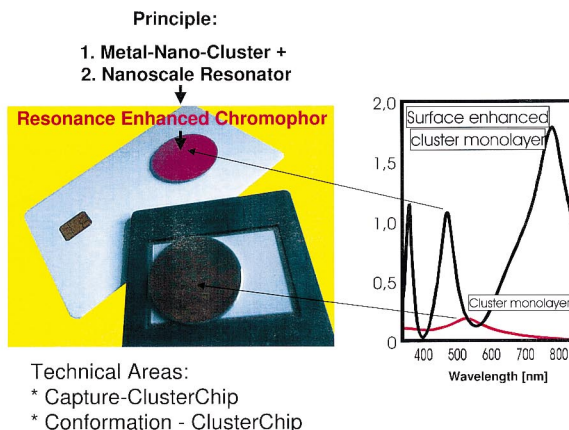 Principle:
1. Metal-Nano-Cluster +
2. Nanoscale Resonator
Resonance Enhanced Chromophor
2,0
1,5
1,0
0,5
0,0
Surface enhanced
cluster monolayer
Cluster monolayer
400 500 600 700 800
Wavelength [nm]
Technical Areas:
* Capture-ClusterChip
* Conformation - ClusterChip